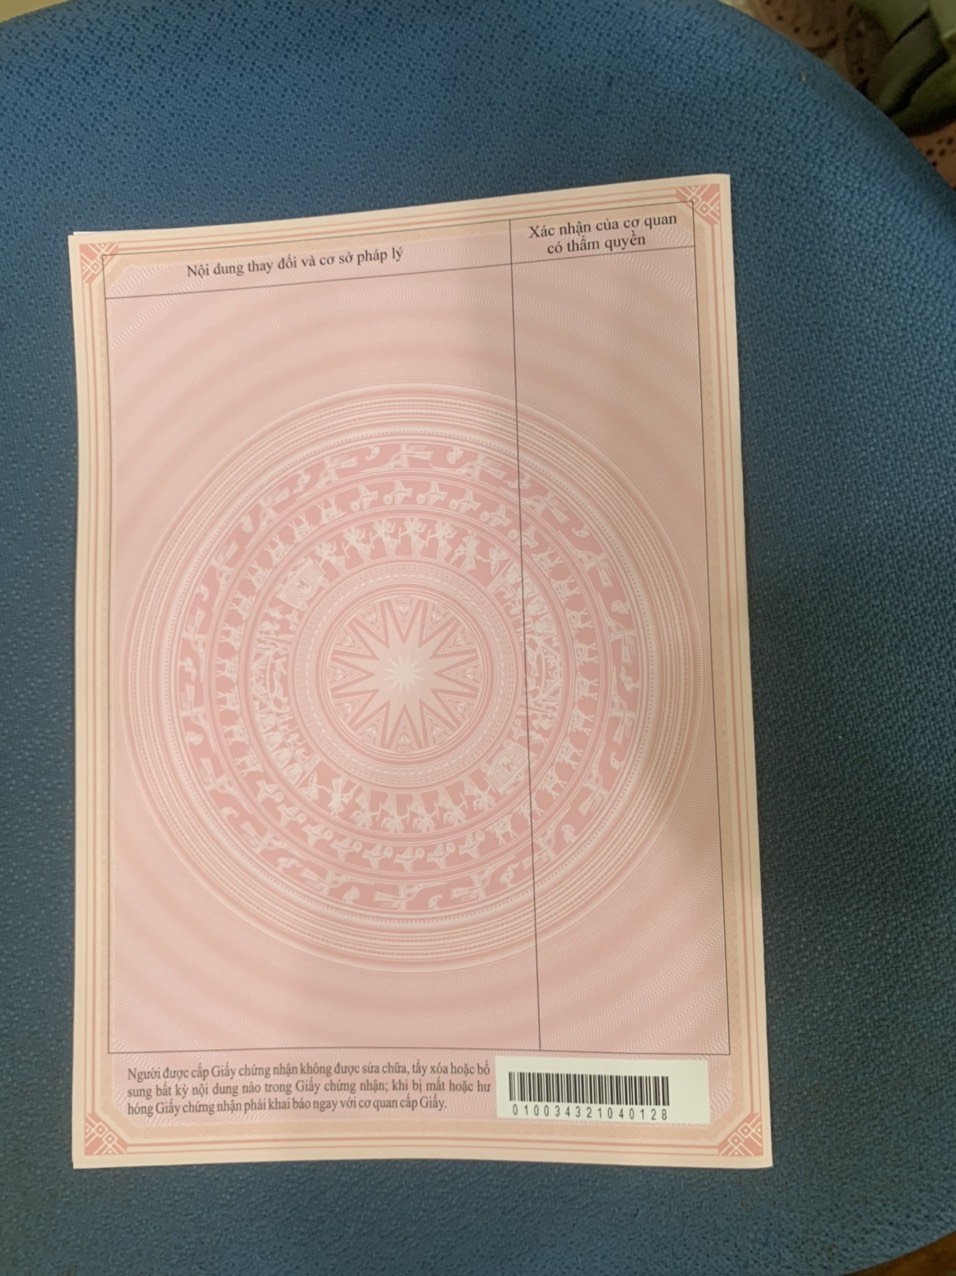 Nội dung thay đổi và cơ sở pháp lý
Xác nhận của cơ quan
có thẩm quyền
Người được cấp Giấy chứng nhận không được sửa chữa, tẩy xóa hoặc bổ
sung bất kỳ nội dung nào trong Giấy chứng nhận; khi bị mất hoặc hư
hỏng Giấy chứng nhận phải khai báo ngay với cơ quan cấp Giấy.
010034321040128